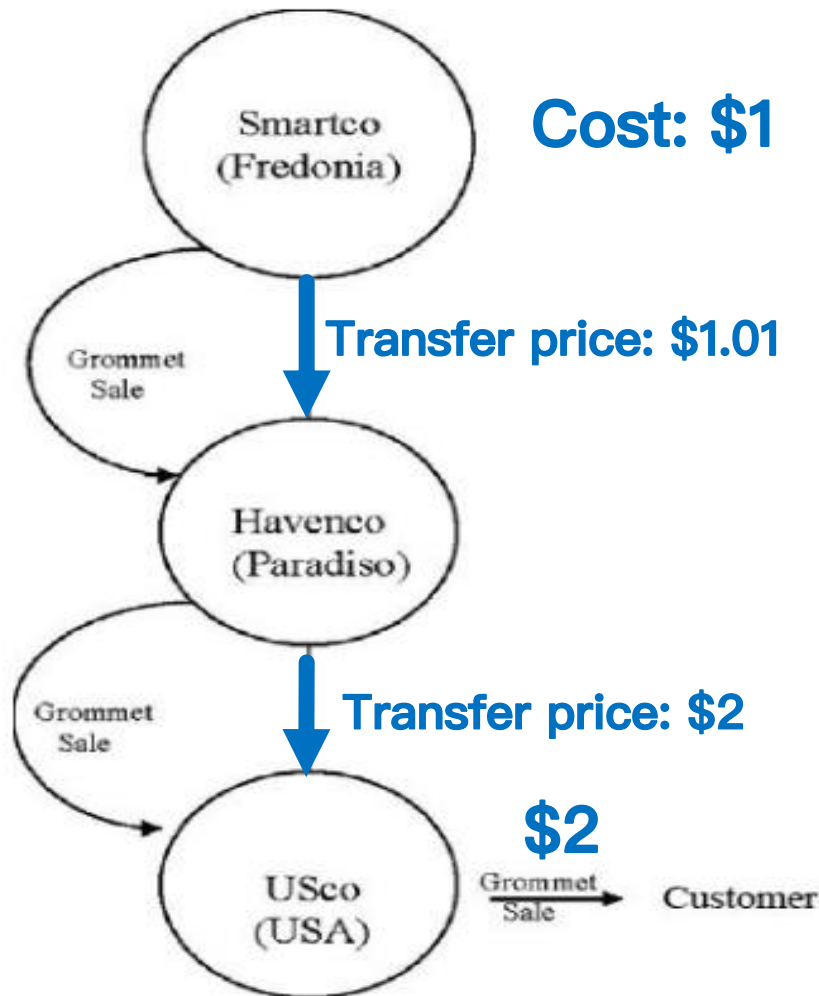 Smartco
(Fredonia)
Cost: $1
Transfer price: $1.01
Grommet
Sale
Havenco
(Paradiso)
Transfer price: $2
Grommet
Sale
$2
USco
(USA)
Grommet
Sale
Customer